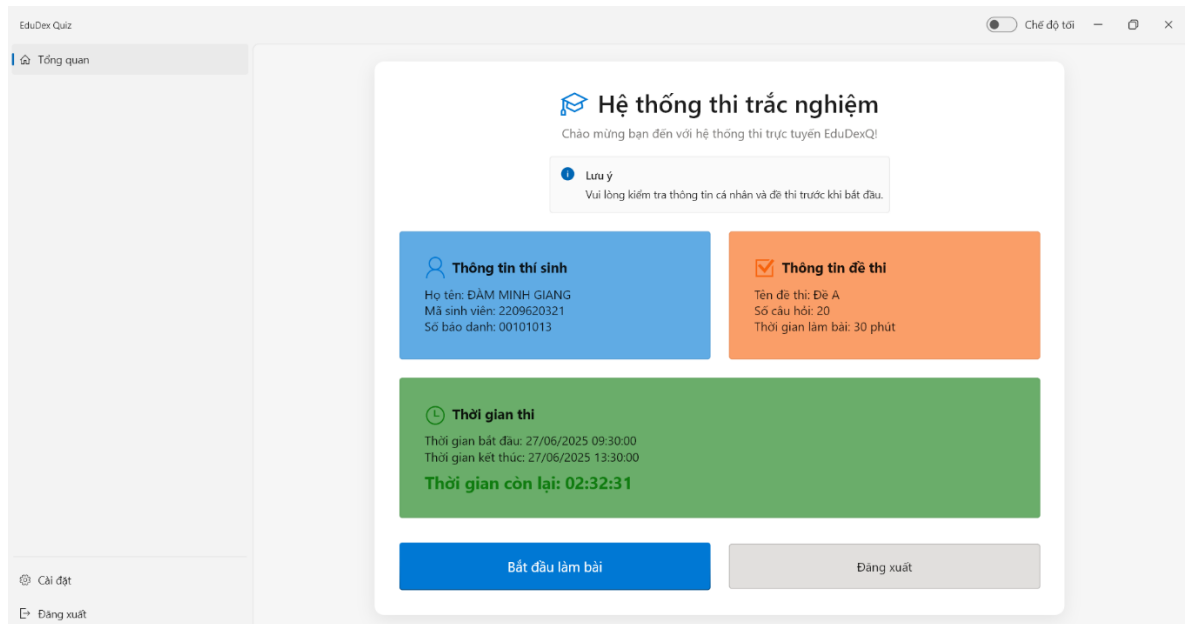 EduDex Quiz
Chế độ tối
Tổng quan
Hệ thống thi trắc nghiệm
Chào mừng bạn đến với hệ thống thi trực tuyến EduDexQ!
Lưu ý
Vui lòng kiểm tra thông tin cá nhân và đề thi trước khi bắt đầu.
Thông tin thí sinh
Họ tên: ĐÀM MINH GIANG
Mã sinh viên: 2209620321
Số báo danh: 00101013
Thông tin đề thi
Tên đề thi: Đề A
Số câu hỏi: 20
Thời gian làm bài: 30 phút
Thời gian thi
Thời gian bắt đầu: 27/06/2025 09:30:00
Thời gian kết thúc: 27/06/2025 13:30:00
Thời gian còn lại: 02:32:31
Bắt đầu làm bài
Đăng xuất
Cài đặt
Đăng xuất